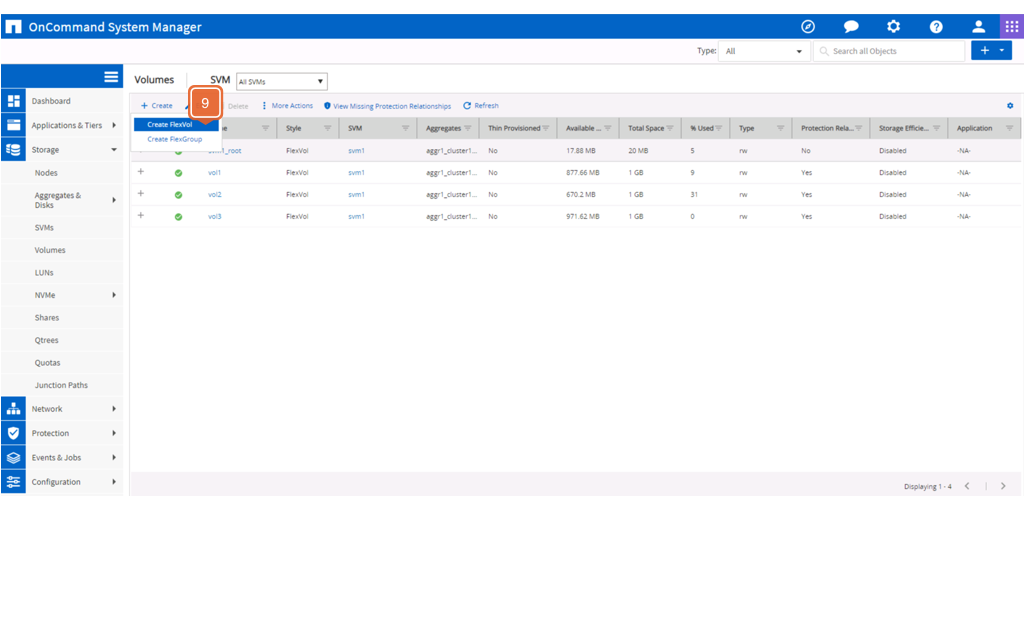 OnCommand System Manager
Type: All Search all Objects
Volumes SVM All SVMs
+ Create Delete More Actions View Missing Protection Relationships Refresh
9
Create FlexVol
Create FlexGroup
Style SVM Aggregates Thin Provisioned Available ... Total Space % Used Type Protection Rela... Storage Efficie... Application
_root FlexVol svm1 aggr1_cluster1... No 17.88 MB 20 MB 5 rw No Disabled -NA-
vol1 FlexVol svm1 aggr1_cluster1... No 877.66 MB 1 GB 9 rw Yes Disabled -NA-
vol2 FlexVol svm1 aggr1_cluster1... No 670.2 MB 1 GB 31 rw Yes Disabled -NA-
vol3 FlexVol svm1 aggr1_cluster1... No 971.62 MB 1 GB 0 rw Yes Disabled -NA-
Dashboard
Applications & Tiers
Storage
Nodes
Aggregates &
Disks
SVMs
Volumes
LUNs
NVMe
Shares
Qtrees
Quotas
Junction Paths
Network
Protection
Events & Jobs
Configuration
Displaying 1 - 4